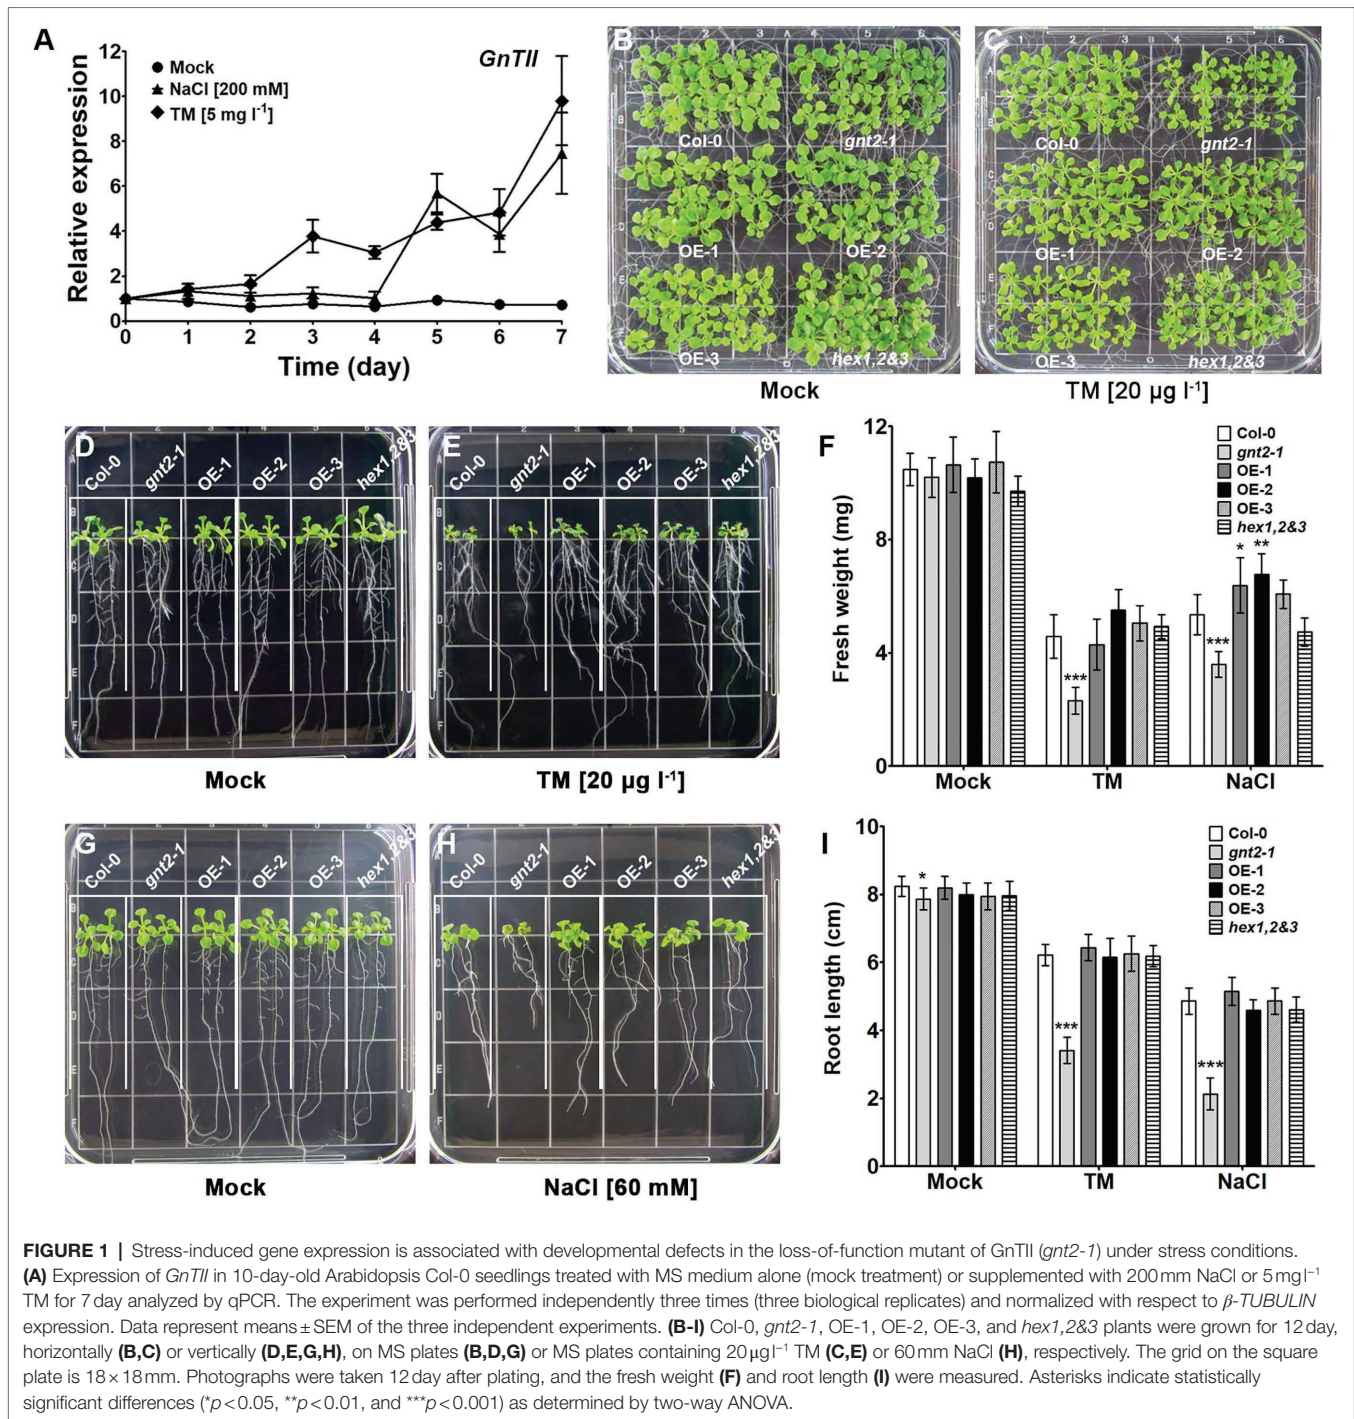 A
GnTII
Mock
NaCl [200 mM]
TM [5 mg l⁻¹]
Relative expression
12
10
8
6
4
2
0
0 1 2 3 4 5 6 7
Time (day)
B
1 2 3 A 4 5 6
A
B
C
D
E
F
Col-0 gnt2-1
OE-1 OE-2
OE-3 hex1,2&3
Mock
C
1 2 3 B 4 5 6
A
B
C
D
E
F
Col-0 gnt2-1
OE-1 OE-2
OE-3 hex1,2&3
TM [20 µg l⁻¹]
D
Col-0 gnt2-1 OE-1 OE-2 OE-3 hex1,2&3
Mock
E
Col-0 gnt2-1 OE-1 OE-2 OE-3 hex1,2&3
TM [20 µg l⁻¹]
F
Fresh weight (mg)
12
8
4
0
Col-0
gnt2-1
OE-1
OE-2
OE-3
hex1,2&3
*** *** * **
Mock TM NaCl
G
Col-0 gnt2-1 OE-1 OE-2 OE-3 hex1,2&3
Mock
H
Col-0 gnt2-1 OE-1 OE-2 OE-3 hex1,2&3
NaCl [60 mM]
I
Root length (cm)
10
8
6
4
2
0
Col-0
gnt2-1
OE-1
OE-2
OE-3
hex1,2&3
* *** ***
Mock TM NaCl
FIGURE 1 | Stress-induced gene expression is associated with developmental defects in the loss-of-function mutant of GnTII (gnt2-1) under stress conditions.
(A) Expression of GnTII in 10-day-old Arabidopsis Col-0 seedlings treated with MS medium alone (mock treatment) or supplemented with 200 mm NaCl or 5 mg l⁻¹
TM for 7 day analyzed by qPCR. The experiment was performed independently three times (three biological replicates) and normalized with respect to β-TUBULIN
expression. Data represent means ± SEM of the three independent experiments. (B-I) Col-0, gnt2-1, OE-1, OE-2, OE-3, and hex1,2&3 plants were grown for 12 day,
horizontally (B,C) or vertically (D,E,G,H), on MS plates (B,D,G) or MS plates containing 20 µg l⁻¹ TM (C,E) or 60 mm NaCl (H), respectively. The grid on the square
plate is 18 × 18 mm. Photographs were taken 12 day after plating, and the fresh weight (F) and root length (I) were measured. Asterisks indicate statistically
significant differences (*p < 0.05, **p < 0.01, and ***p < 0.001) as determined by two-way ANOVA.